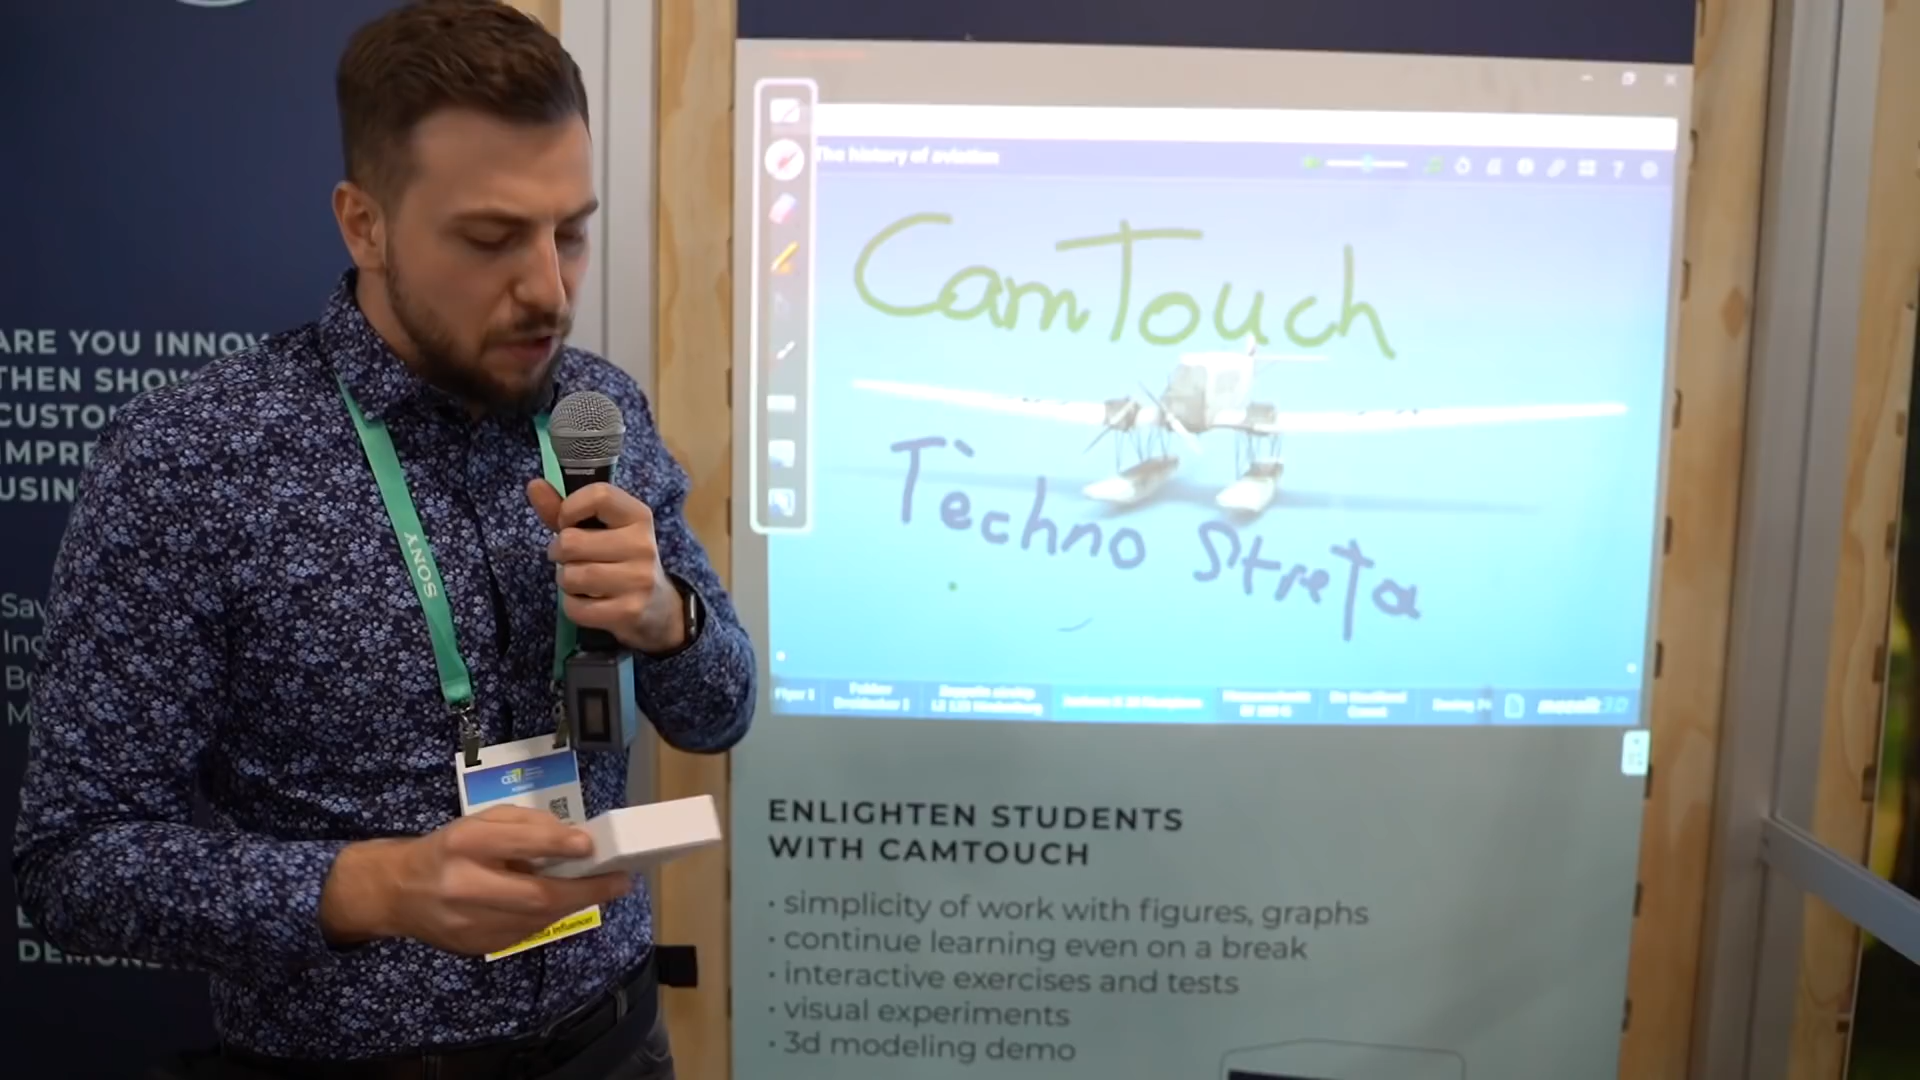 ARE YOU INNOV
THEN SHOW
CUSTO
IMPRE
USIN
SONY
CES
The history of aviation
?
CamTouch
Techno Streta
mozaik3D
ENLIGHTEN STUDENTS
WITH CAMTOUCH
• simplicity of work with figures, graphs
• continue learning even on a break
• interactive exercises and tests
• visual experiments
• 3d modeling demo